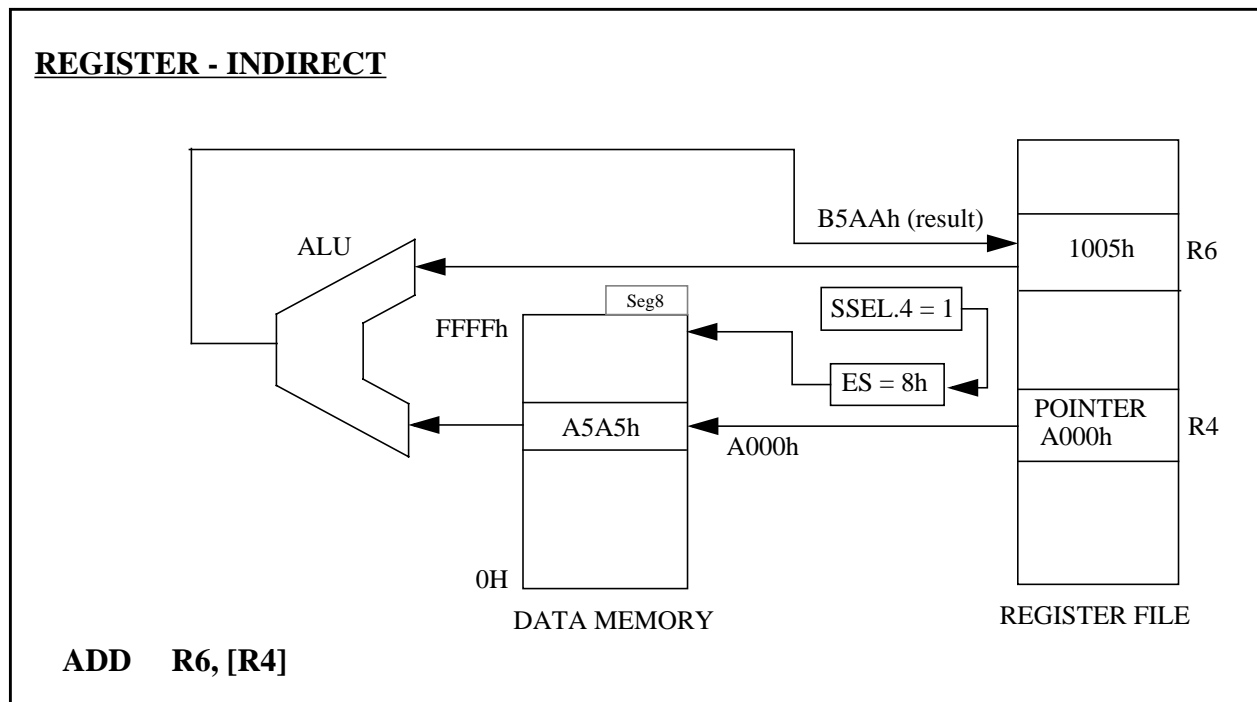 REGISTER - INDIRECT
B5AAh (result)
ALU
1005h
R6
Seg8
SSEL.4 = 1
FFFFh
ES = 8h
A5A5h
A000h
POINTER
A000h
R4
0H
DATA MEMORY
REGISTER FILE
ADD R6, [R4]